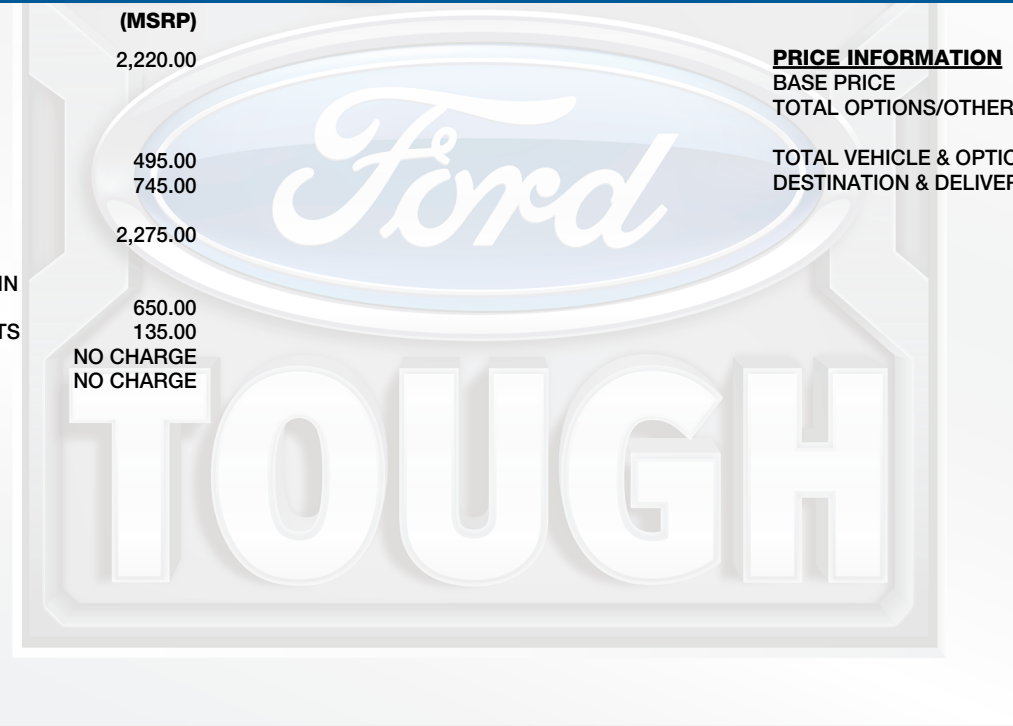 (MSRP)
2,220.00
495.00
745.00
2,275.00
IN
650.00
TS 135.00
NO CHARGE
NO CHARGE
PRICE INFORMATION
BASE PRICE
TOTAL OPTIONS/OTHER
TOTAL VEHICLE & OPTIO
DESTINATION & DELIVER
Ford
TOUGH